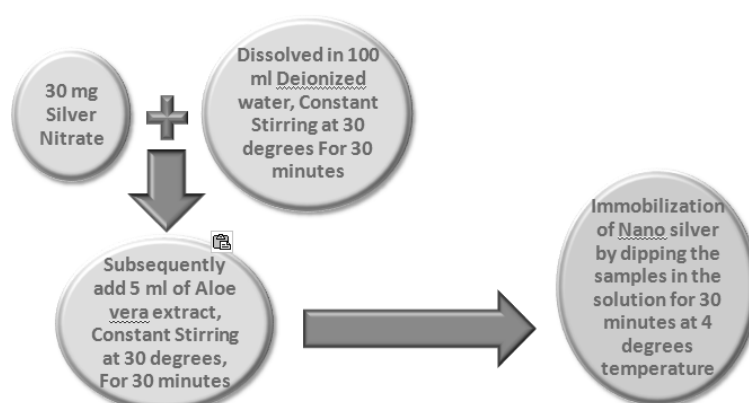 30 mg
Silver
Nitrate
Dissolved in 100
ml Deionized
water, Constant
Stirring at 30
degrees For 30
minutes
Subsequently
add 5 ml of Aloe
vera extract,
Constant Stirring
at 30 degrees,
For 30 minutes
Immobilization
of Nano silver
by dipping the
samples in the
solution for 30
minutes at 4
degrees
temperature